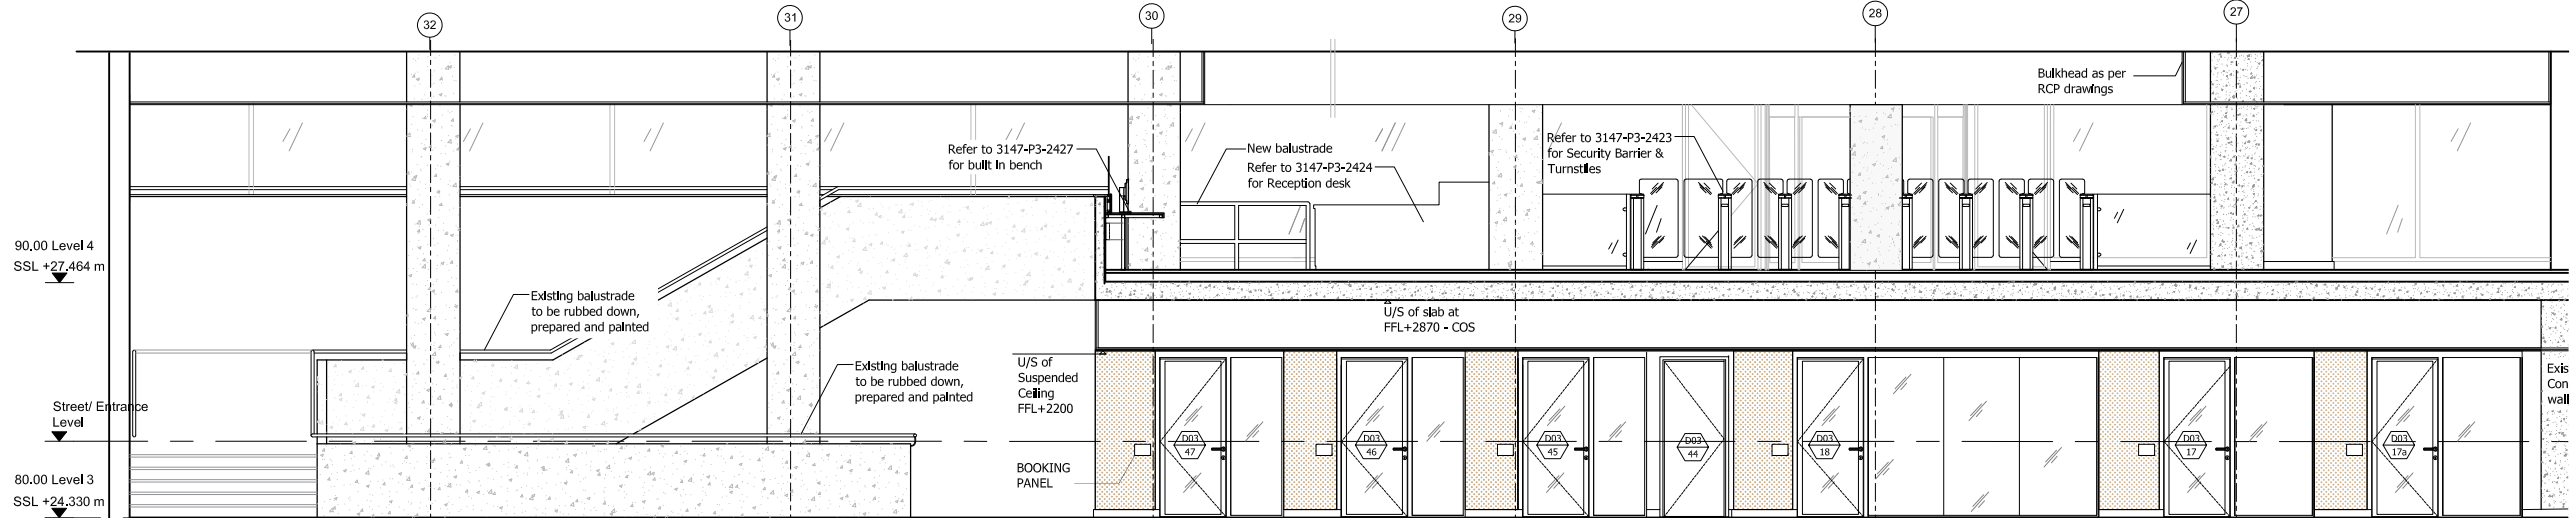 32
31
30
29
28
27
Bulkhead as per
RCP drawings
Refer to 3147-P3-2427
for built in bench
New balustrade
Refer to 3147-P3-2424
for Reception desk
Refer to 3147-P3-2423
for Security Barrier &
Turnstiles
90.00 Level 4
SSL +27.464 m
Existing balustrade
to be rubbed down,
prepared and painted
U/S of slab at
FFL+2870 - COS
Existing balustrade
to be rubbed down,
prepared and painted
U/S of
Suspended
Ceiling
FFL+2200
Exis
Con
wall
Street/ Entrance
Level
D03
47
D03
46
D03
45
D03
44
D03
18
D03
17
D03
17a
BOOKING
PANEL
80.00 Level 3
SSL +24.330 m